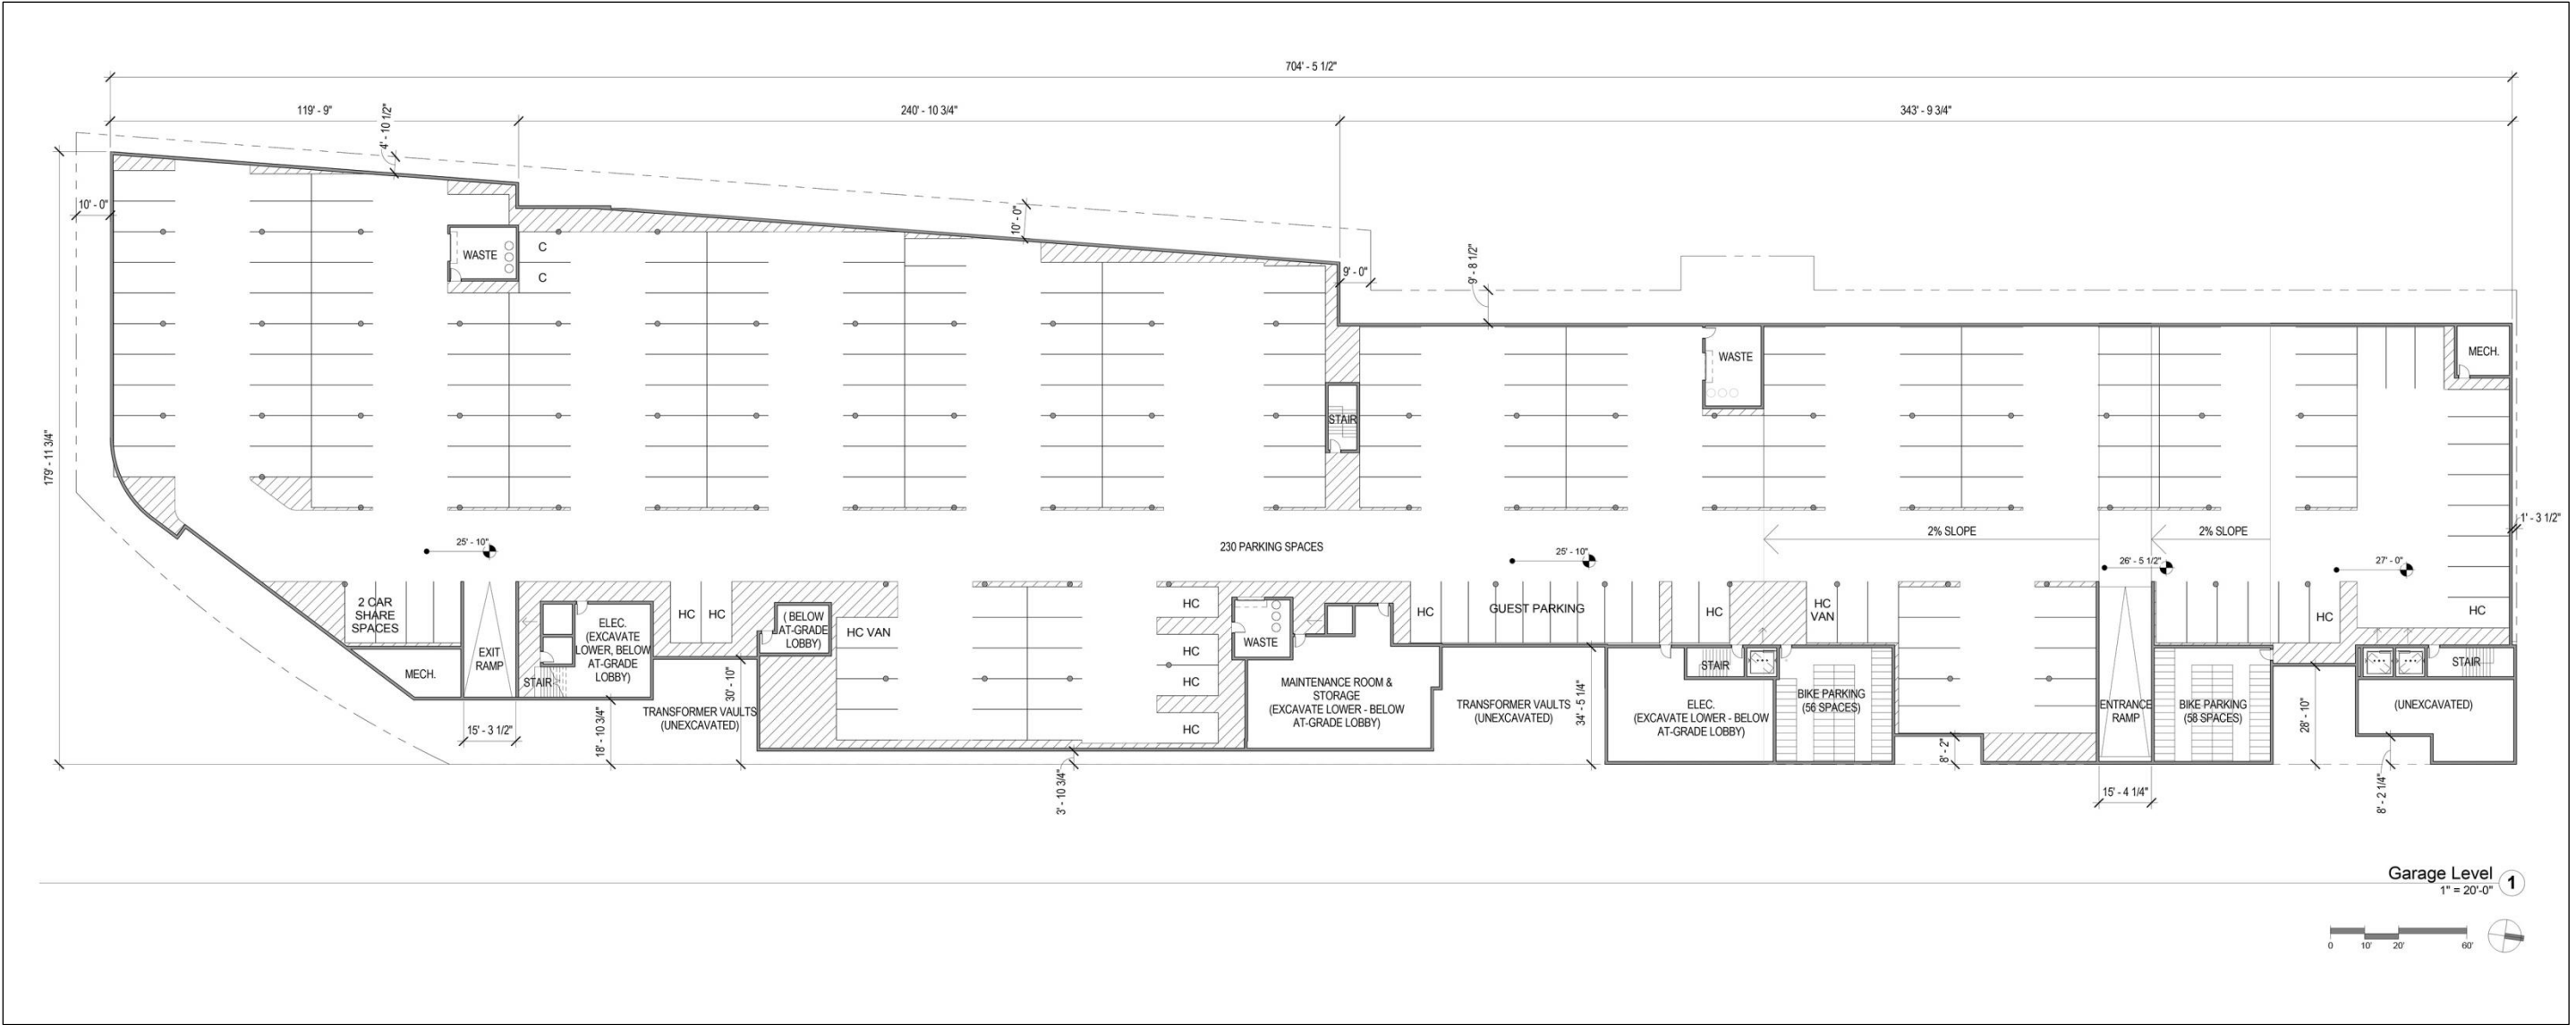 704' - 5 1/2"
119' - 9"
240' - 10 3/4"
343' - 9 3/4"
4' - 10 1/2"
10' - 0"
10' - 0"
9' - 0"
9' - 8 1/2"
179' - 11 3/4"
WASTE
C
C
WASTE
MECH.
STAIR
1' - 3 1/2"
25' - 10"
230 PARKING SPACES
25' - 10"
2% SLOPE
2% SLOPE
26' - 5 1/2"
27' - 0"
2 CAR
SHARE
SPACES
EXIT
RAMP
MECH.
STAIR
ELEC.
(EXCAVATE
LOWER, BELOW
AT-GRADE
LOBBY)
HC
HC
( BELOW
AT-GRADE
LOBBY)
HC VAN
HC
HC
HC
HC
WASTE
HC
GUEST PARKING
HC
HC
VAN
HC
HC
MAINTENANCE ROOM &
STORAGE
(EXCAVATE LOWER - BELOW
AT-GRADE LOBBY)
TRANSFORMER VAULTS
(UNEXCAVATED)
TRANSFORMER VAULTS
(UNEXCAVATED)
STAIR
ELEC.
(EXCAVATE LOWER - BELOW
AT-GRADE LOBBY)
BIKE PARKING
(56 SPACES)
ENTRANCE
RAMP
BIKE PARKING
(58 SPACES)
STAIR
(UNEXCAVATED)
15' - 3 1/2"
18' - 10 3/4"
30' - 10"
3' - 10 3/4"
34' - 5 1/4"
8' - 2"
15' - 4 1/4"
28' - 10"
8' - 2 1/4"
Garage Level
1
1" = 20'-0"
0
10'
20'
60'